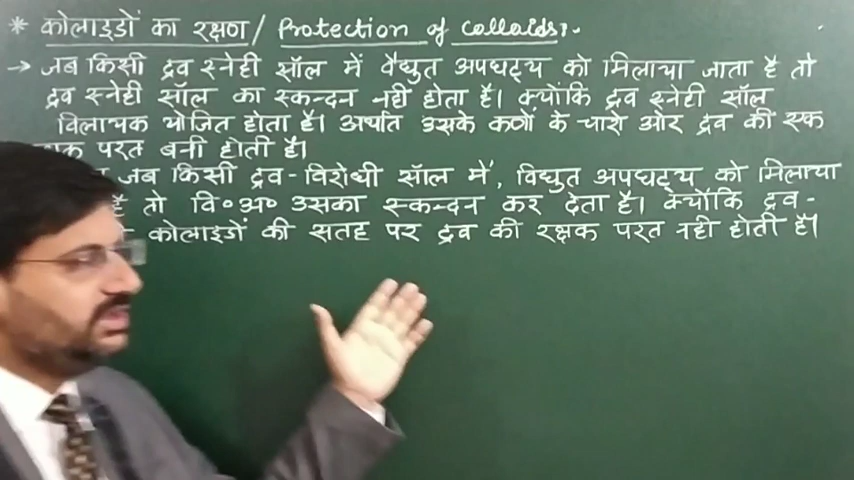 * कोलाइडों का रक्षण / Protection of colloids:-
→ जब किसी द्रव स्नेही सॉल में वैद्युत अपघट्य को मिलाया जाता है तो
द्रव स्नेही सॉल का स्कन्दन नही होता है। क्योंकि द्रव स्नेही सॉल
विलायक योजित होता है। अर्थात उसके कणों के चारो ओर द्रव की एक
परत बनी होती है।
जब किसी द्रव-विरोधी सॉल में, विद्युत अपघट्य को मिलाया
है तो वि०अ० उसका स्कन्दन कर देता है। क्योंकि द्रव-
कोलाइडों की सतह पर द्रव की रक्षक परत नही होती है।